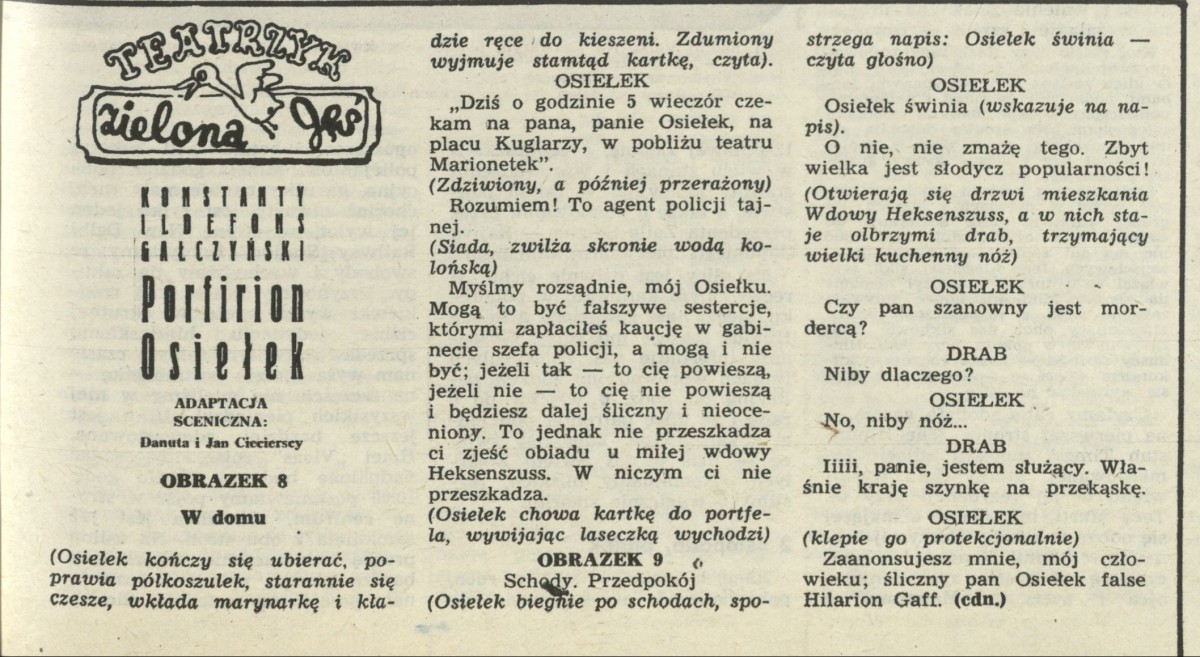 TEATRZYK
zielona Gęś
KONSTANTY
ILDEFONS
GAŁCZYŃSKI
Porfirion
Osiełek
ADAPTACJA
SCENICZNA:
Danuta i Jan Ciecierscy
OBRAZEK 8
W domu
(Osiełek kończy się ubierać, po-
prawia półkoszulek, starannie się
czesze, wkłada marynarkę i kła-
dzie ręce do kieszeni. Zdumiony
wyjmuje stamtąd kartkę, czyta).
OSIEŁEK
„Dziś o godzinie 5 wieczór cze-
kam na pana, panie Osiełek, na
placu Kuglarzy, w pobliżu teatru
Marionetek”.
(Zdziwiony, a później przerażony)
Rozumiem! To agent policji taj-
nej.
(Siada, zwilża skronie wodą ko-
lońską)
Myślmy rozsądnie, mój Osiełku.
Mogą to być fałszywe sestercje,
którymi zapłaciłeś kaucję w gabi-
necie szefa policji, a mogą i nie
być; jeżeli tak — to cię powieszą,
jeżeli nie — to cię nie powieszą
i będziesz dalej śliczny i nieoce-
niony. To jednak nie przeszkadza
ci zjeść obiadu u miłej wdowy
Heksenszuss. W niczym ci nie
przeszkadza.
(Osiełek chowa kartkę do portfe-
la, wywijając laseczką wychodzi)
OBRAZEK 9
Schody. Przedpokój
(Osiełek biegnie po schodach, spo-
strzega napis: Osiełek świnia —
czyta głośno)
OSIEŁEK
Osiełek świnia (wskazuje na na-
pis).
O nie, nie zmażę tego. Zbyt
wielka jest słodycz popularności!
(Otwierają się drzwi mieszkania
Wdowy Heksenszuss, a w nich sta-
je olbrzymi drab, trzymający
wielki kuchenny nóż)
OSIEŁEK
Czy pan szanowny jest mor-
dercą?
DRAB
Niby dlaczego?
OSIEŁEK
No, niby nóż...
DRAB
Iiiii, panie, jestem służący. Wła-
śnie kraję szynkę na przekąskę.
OSIEŁEK
(klepie go protekcjonalnie)
Zaanonsujesz mnie, mój czło-
wieku; śliczny pan Osiełek false
Hilarion Gaff. (cdn.)